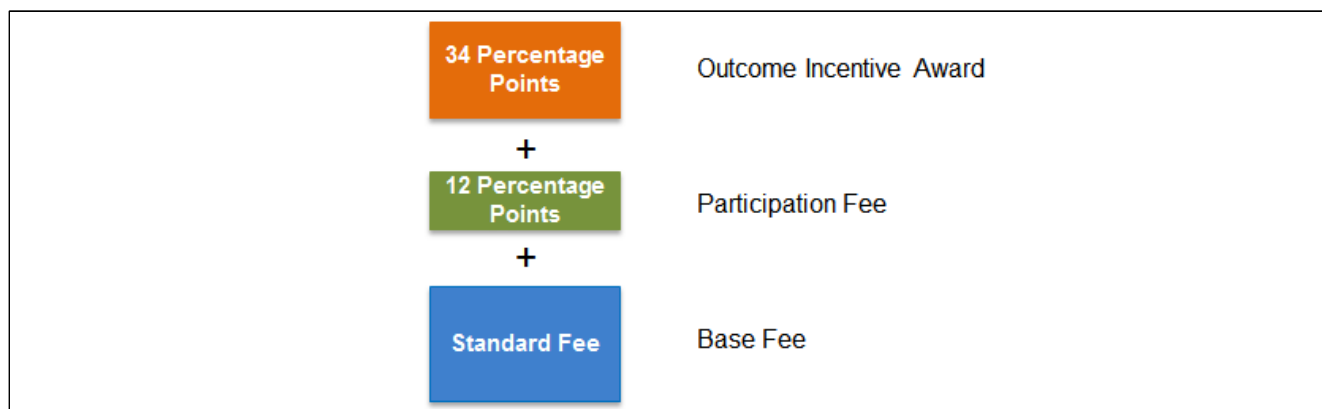 34 Percentage
Points
Outcome Incentive Award
+
12 Percentage
Points
Participation Fee
+
Standard Fee
Base Fee